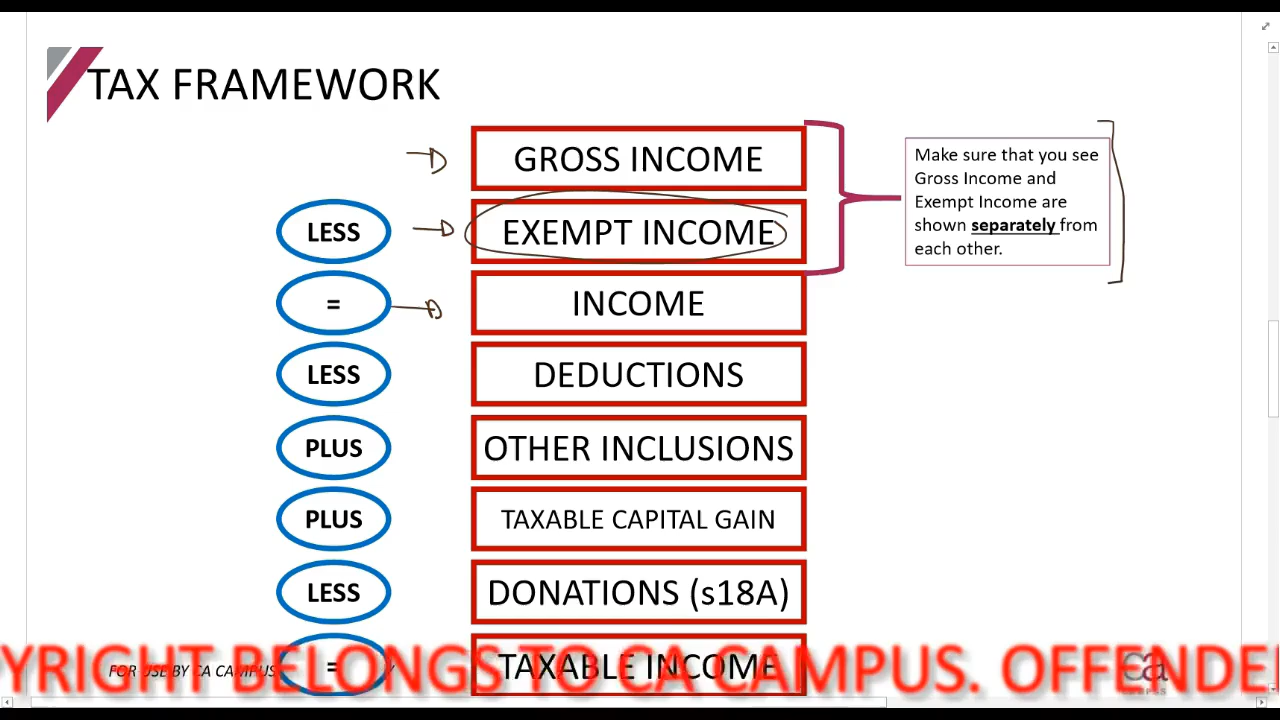 TAX FRAMEWORK
GROSS INCOME
LESS EXEMPT INCOME
= INCOME
LESS DEDUCTIONS
PLUS OTHER INCLUSIONS
PLUS TAXABLE CAPITAL GAIN
LESS DONATIONS (s18A)
= TAXABLE INCOME
Make sure that you see
Gross Income and
Exempt Income are
shown separately from
each other.
FOR USE BY CA CAMPUS
YRIGHT BELONGS TO CA CAMPUS. OFFENDE
ca